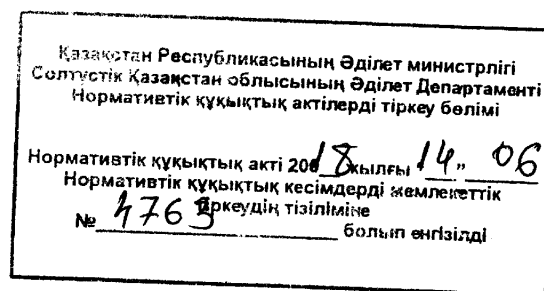 Қазақстан Республикасының Әділет министрлігі
Солтүстік Қазақстан облысының Әділет Департаменті
Нормативтік құқықтық актілерді тіркеу бөлімі
Нормативтік құқықтық акті 2018 жылғы "14" 06
Нормативтік құқықтық кесімдерді мемлекеттік
тіркеудің тізіліміне
№ 4763 болып енгізілді